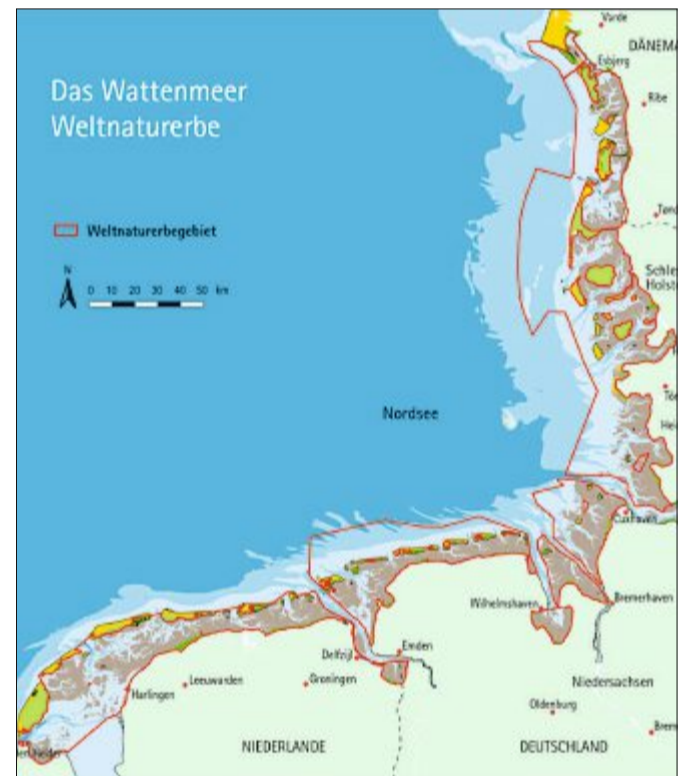 Varde
DÄNEM
Esbjerg
Das Wattenmeer
Weltnaturerbe
Ribe
Weltnaturerbegebiet
N
0 10 20 30 40 50 km
Schle
Holst
Nordsee
Cuxhaven
Wilhelmshaven
Bremerhaven
Emden
Delfzijl
Leeuwarden
Groningen
Harlingen
Niedersachsen
Oldenburg
NIEDERLANDE
DEUTSCHLAND